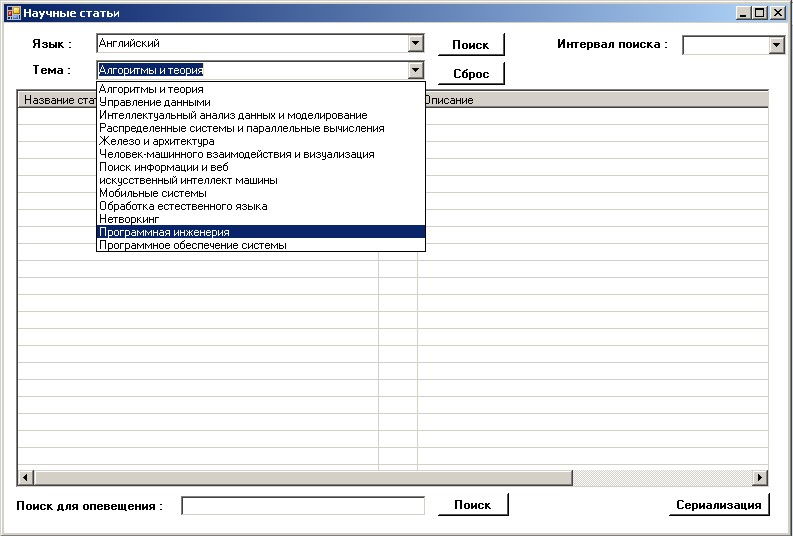 Научные статьи
Язык :
Английский
Поиск
Интервал поиска :
Тема :
Алгоритмы и теория
Сброс
Название стат
Описание
Алгоритмы и теория
Управление данными
Интеллектуальный анализ данных и моделирование
Распределенные системы и параллельные вычисления
Железо и архитектура
Человек-машинного взаимодействия и визуализация
Поиск информации и веб
искусственный интеллект машины
Мобильные системы
Обработка естественного языка
Нетворкинг
Программная инженерия
Программное обеспечение системы
Поиск для опевещения :
Поиск
Сериализация